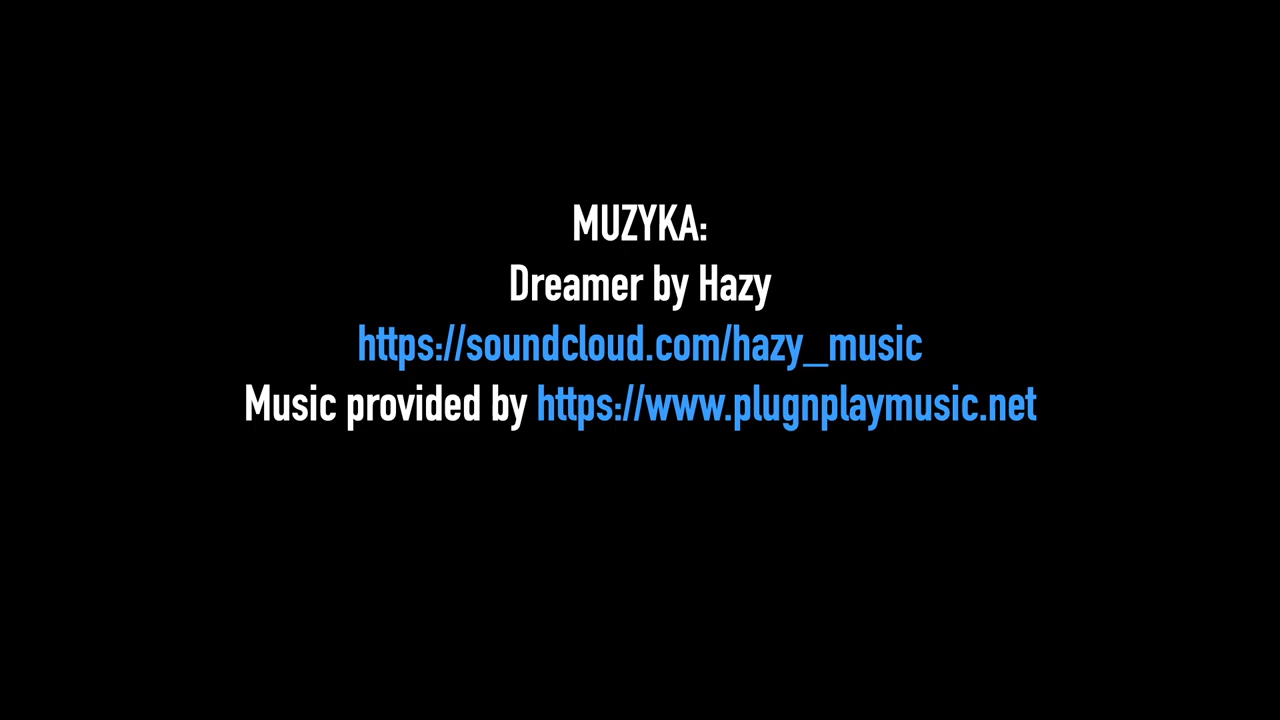 MUZYKA:
Dreamer by Hazy
https://soundcloud.com/hazy_music
Music provided by https://www.plugnplaymusic.net